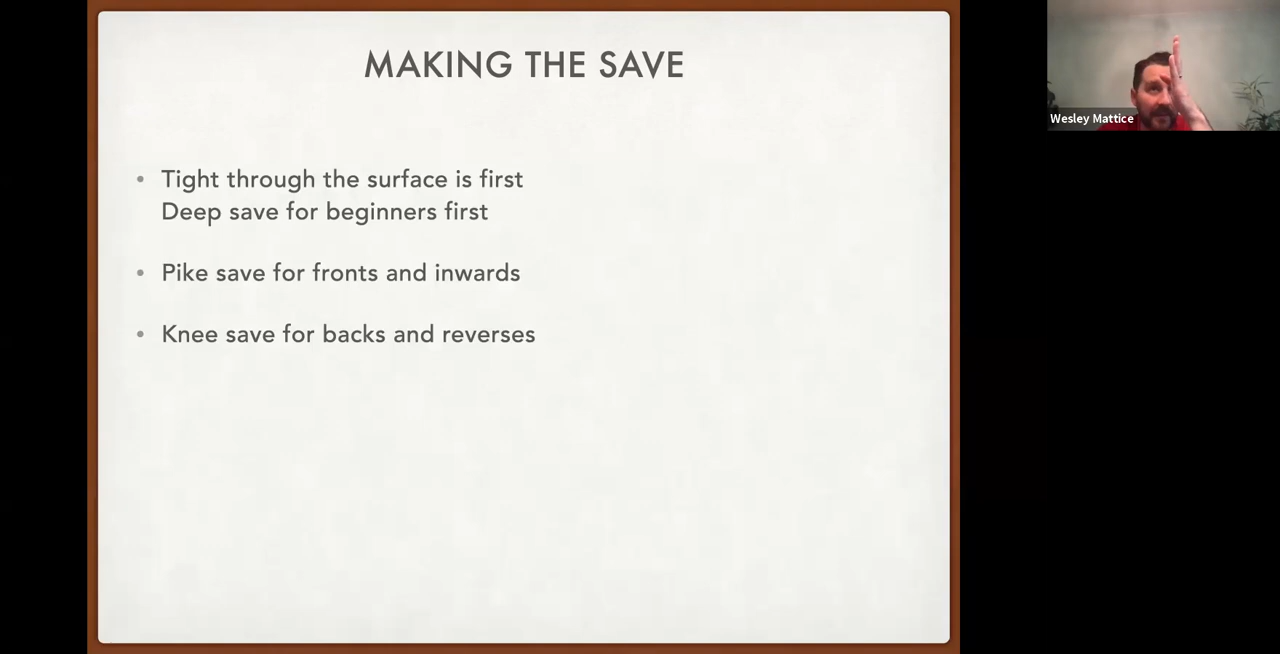 MAKING THE SAVE
• Tight through the surface is first
Deep save for beginners first
• Pike save for fronts and inwards
• Knee save for backs and reverses
Wesley Mattice